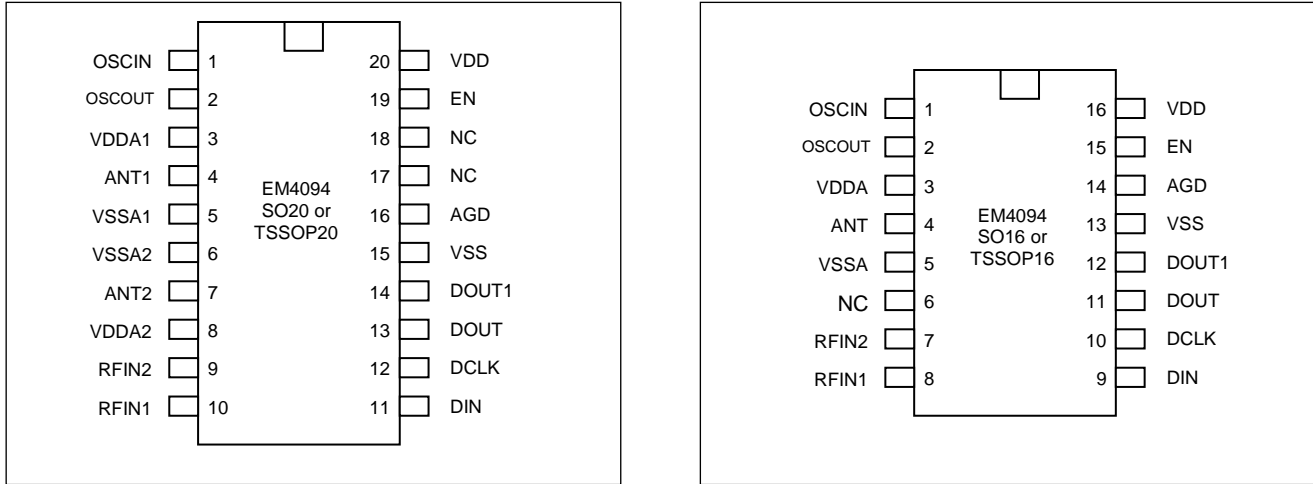 OSCIN 1 20 VDD
OSCOUT 2 19 EN
VDDA1 3 18 NC
ANT1 4 17 NC
VSSA1 5 16 AGD
VSSA2 6 15 VSS
ANT2 7 14 DOUT1
VDDA2 8 13 DOUT
RFIN2 9 12 DCLK
RFIN1 10 11 DIN
EM4094
SO20 or
TSSOP20
OSCIN 1 16 VDD
OSCOUT 2 15 EN
VDDA 3 14 AGD
ANT 4 13 VSS
VSSA 5 12 DOUT1
NC 6 11 DOUT
RFIN2 7 10 DCLK
RFIN1 8 9 DIN
EM4094
SO16 or
TSSOP16